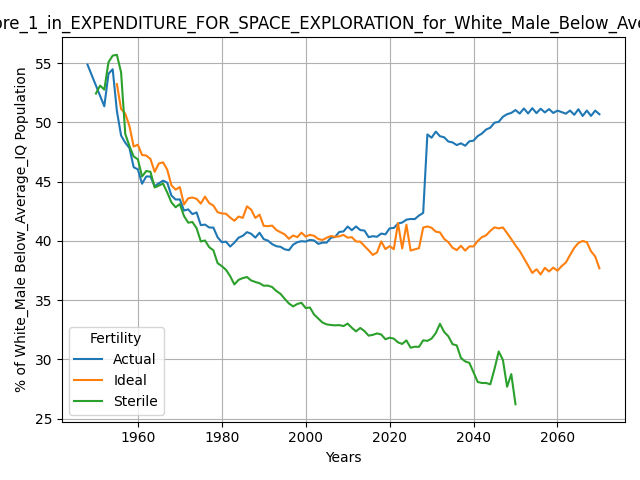 ore_1_in_EXPENDITURE_FOR_SPACE_EXPLORATION_for_White_Male_Below_Ave
% of White_Male Below_Average_IQ Population
55
50
45
40
35
30
25
Fertility
Actual
Ideal
Sterile
1960 1980 2000 2020 2040 2060
Years